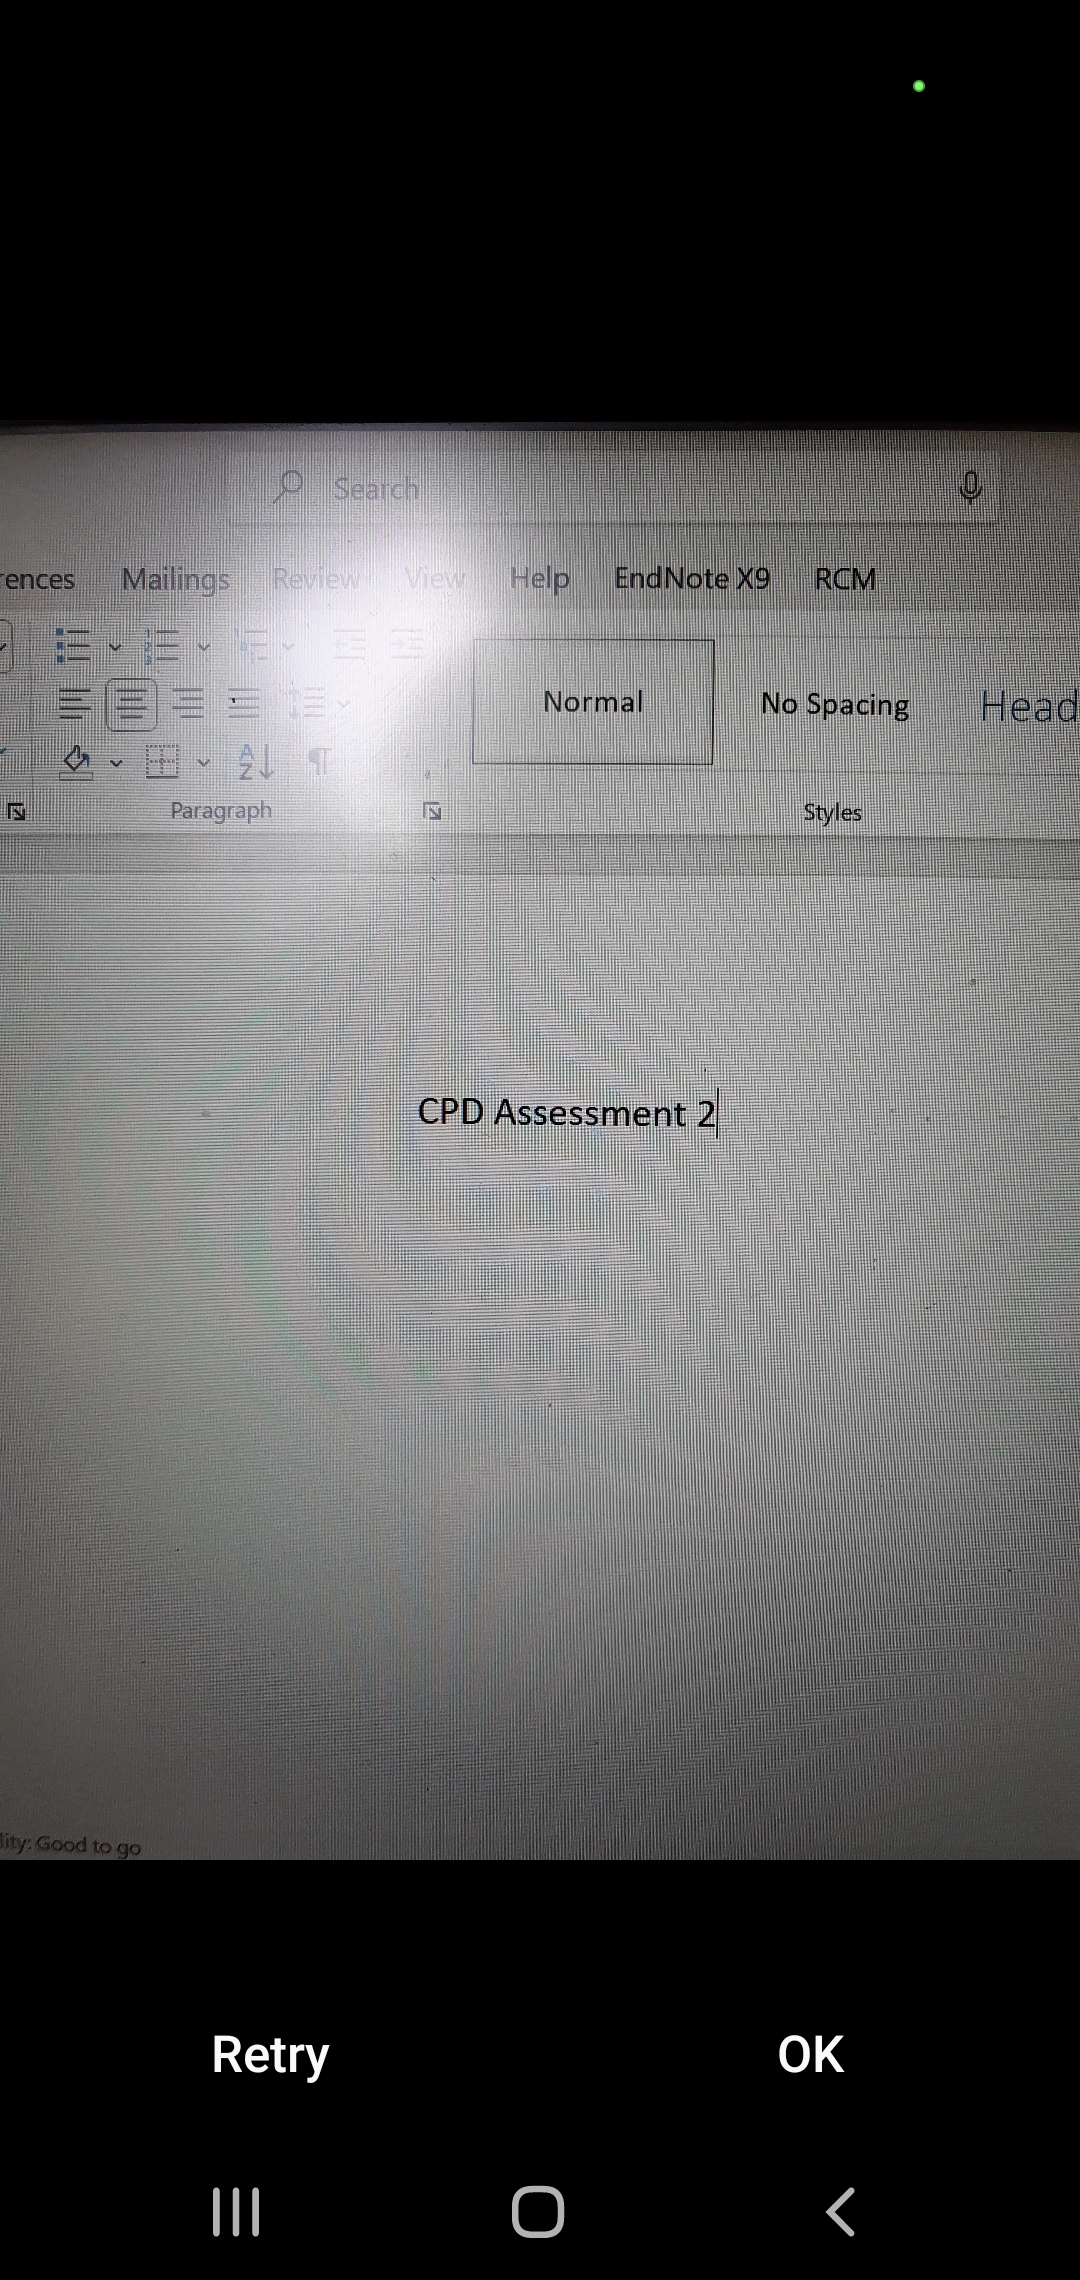 Search
rences Mailings Review View Help EndNote X9 RCM
Normal No Spacing Head
Paragraph Styles
CPD Assessment 2
lity: Good to go
Retry OK